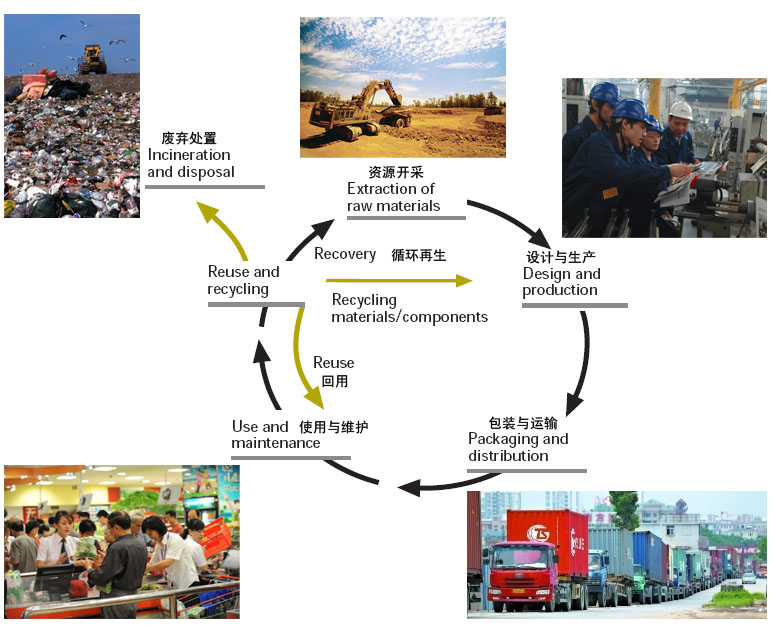 废弃处置
Incineration
and disposal
资源开采
Extraction of
raw materials
Recovery 循环再生
Reuse and
recycling
设计与生产
Design and
production
Recycling
materials/components
Reuse
回用
Use and 使用与维护
maintenance
包装与运输
Packaging and
distribution